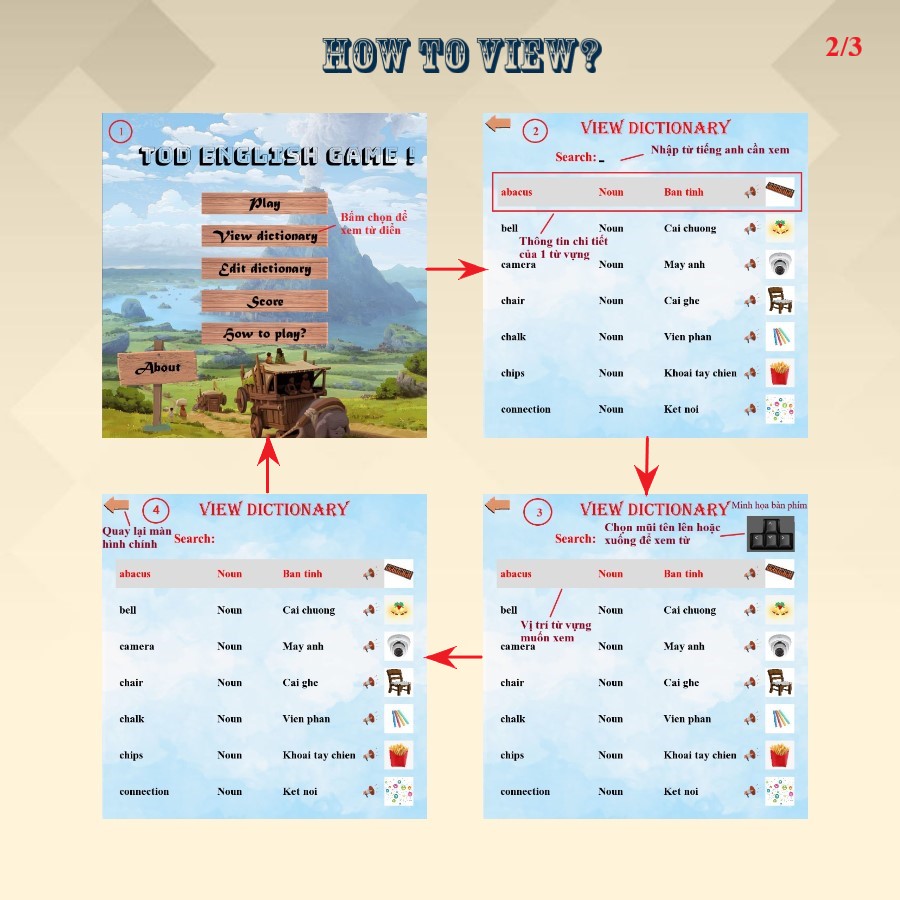 HOW TO VIEW?
2/3
1
TOD ENGLISH GAME !
Play
View dictionary
Bấm chọn để
xem từ điển
Edit dictionary
Score
How to play?
About
2
VIEW DICTIONARY
Search:_
Nhập từ tiếng anh cần xem
abacus Noun Ban tinh
bell Noun Cai chuong
Thông tin chi tiết
của 1 từ vựng
camera Noun May anh
chair Noun Cai ghe
chalk Noun Vien phan
chips Noun Khoai tay chien
connection Noun Ket noi
4
VIEW DICTIONARY
Quay lại màn
hình chính
Search:
abacus Noun Ban tinh
bell Noun Cai chuong
camera Noun May anh
chair Noun Cai ghe
chalk Noun Vien phan
chips Noun Khoai tay chien
connection Noun Ket noi
3
VIEW DICTIONARY
Minh họa bàn phím
Chọn mũi tên lên hoặc
xuống để xem từ
Search:
abacus Noun Ban tinh
bell Noun Cai chuong
Vị trí từ vựng
muốn xem
camera Noun May anh
chair Noun Cai ghe
chalk Noun Vien phan
chips Noun Khoai tay chien
connection Noun Ket noi